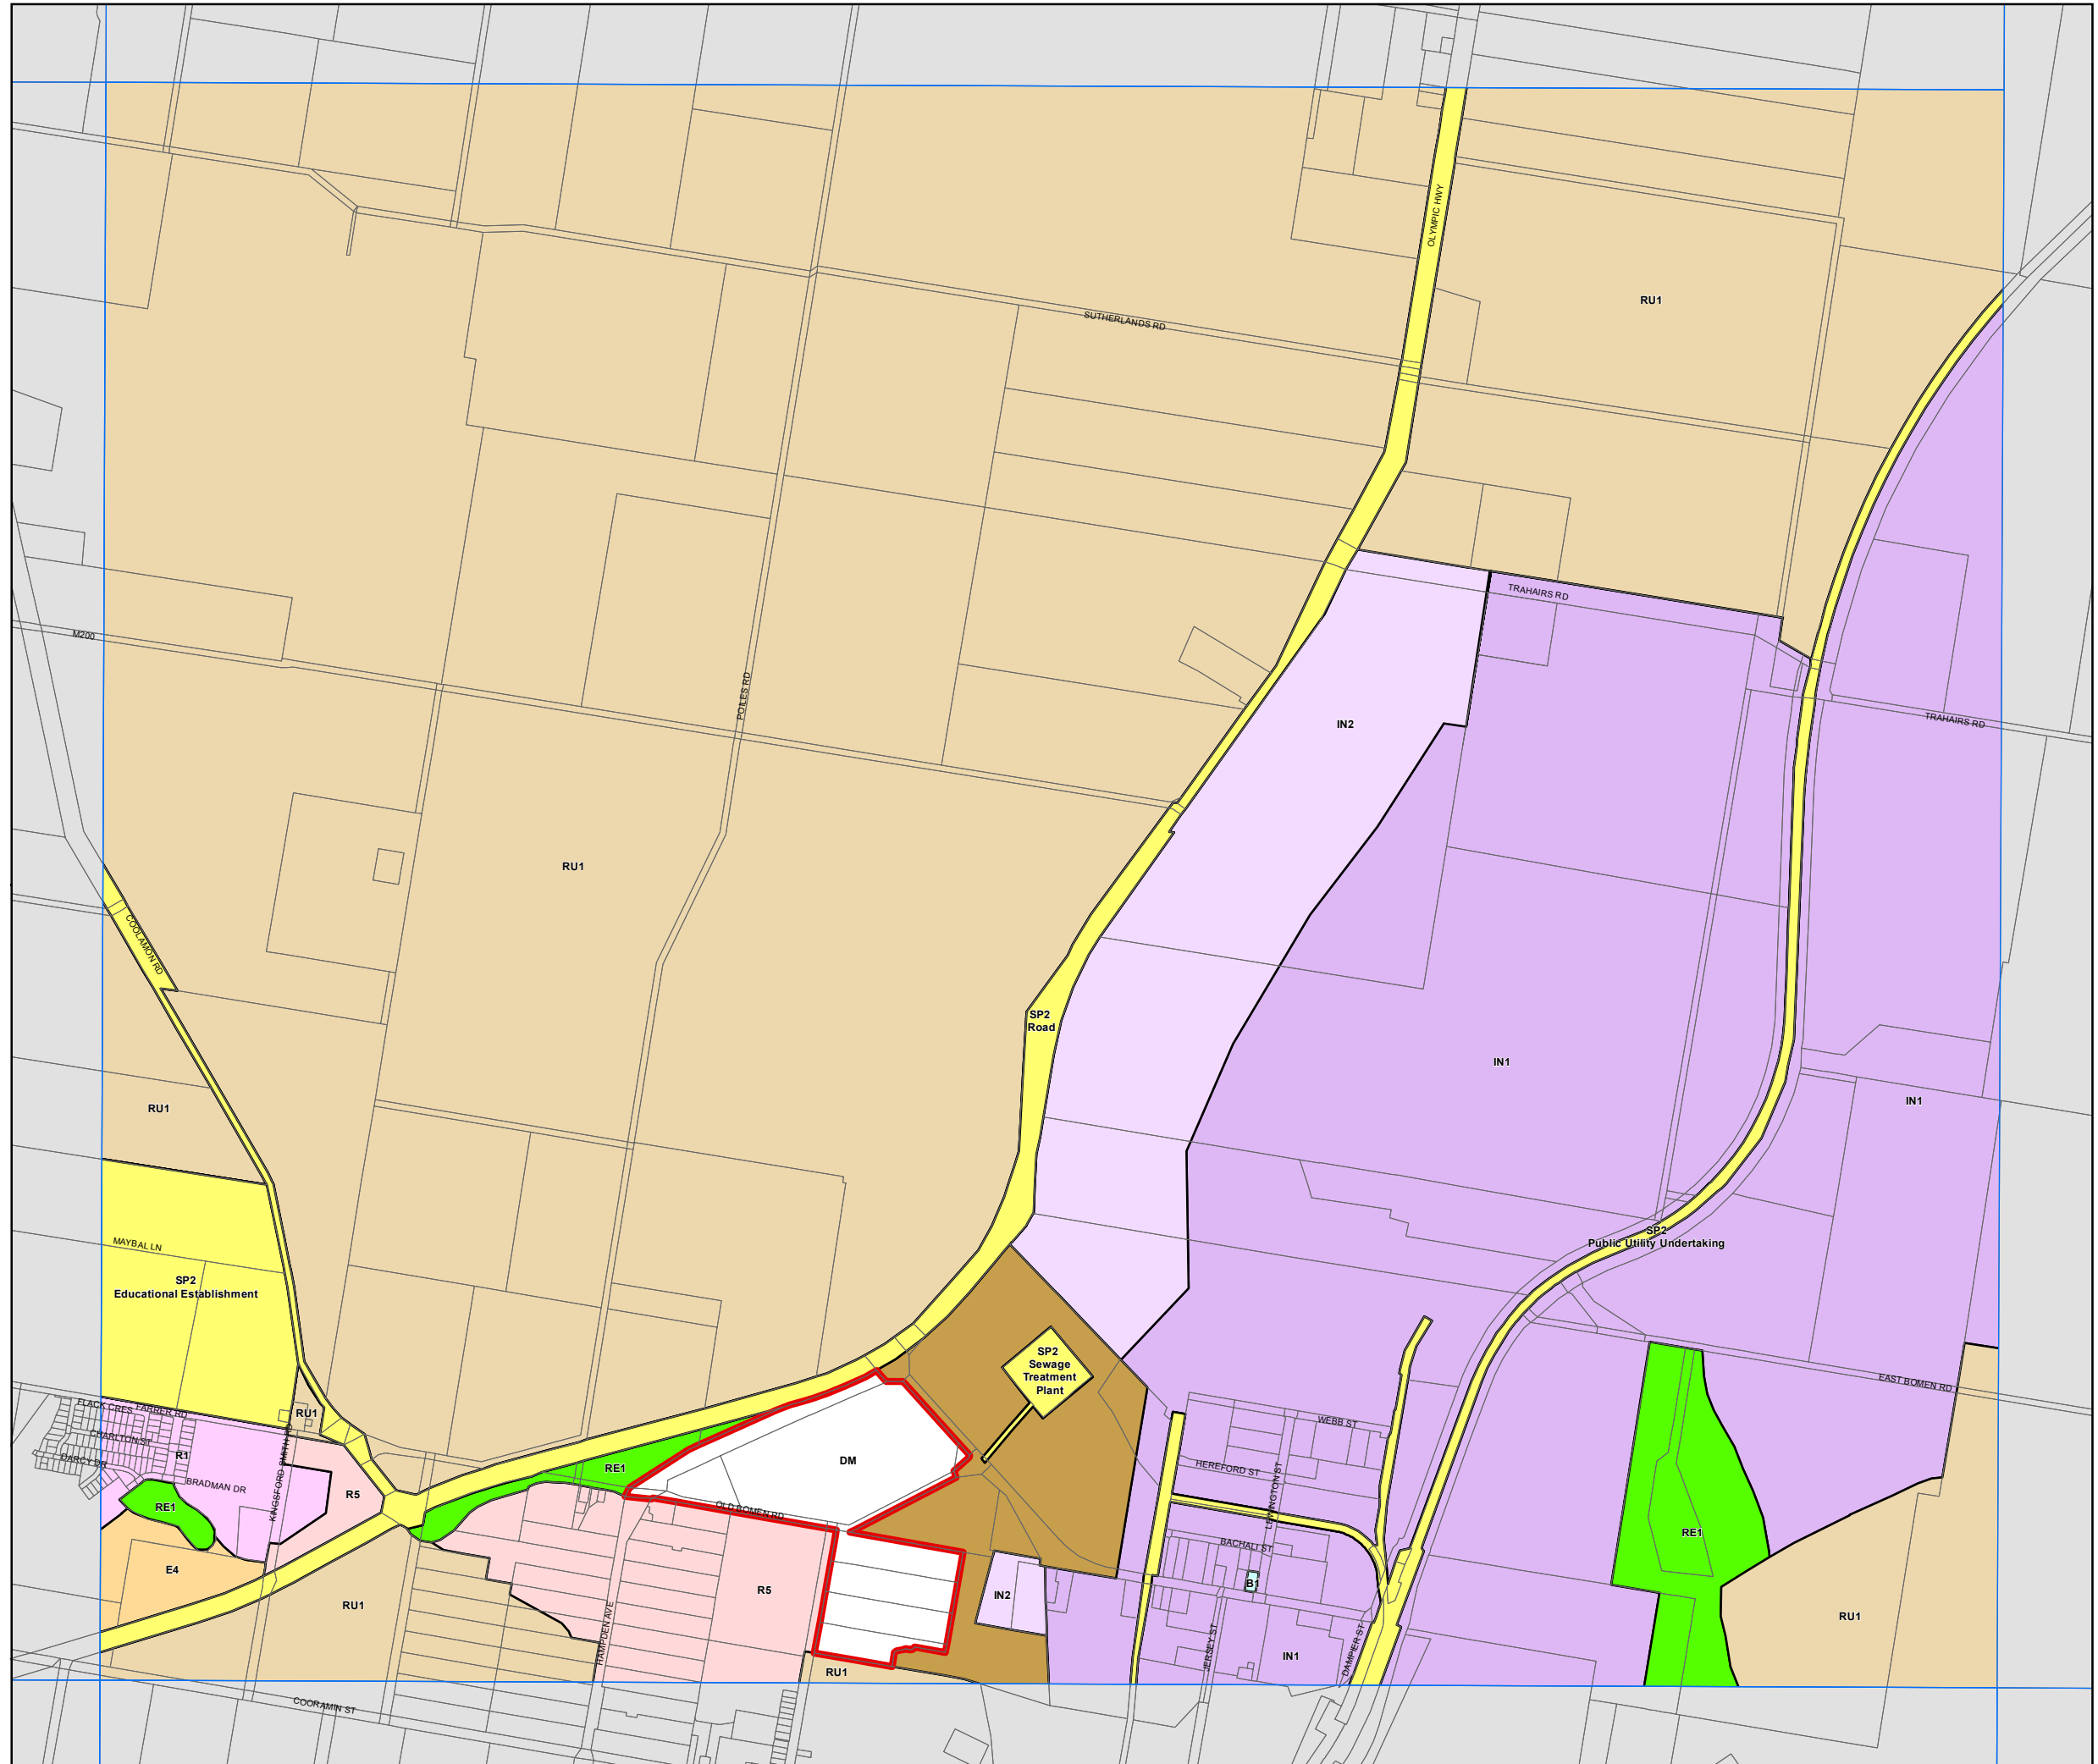 OLYMPIC HWY
RU1
SUTHERLANDS RD
TRAHAIRS RD
M200
POILES RD
IN2
TRAHAIRS RD
RU1
COOLAMON RD
SP2
Road
IN1
IN1
RU1
SP2
Public Utility Undertaking
MAYBAL LN
SP2
Educational Establishment
SP2
Sewage
Treatment
Plant
EAST BOMEN RD
FLACK CRES
FARRER RD
RU1
WEBB ST
CHARLTON ST
R1
DARCY DR
BRADMAN DR
KINGSFORD SMITH RD
R5
RE1
DM
HEREFORD ST
LEWINGTON ST
RE1
OLD BOMEN RD
RE1
BACHALI ST
E4
B1
R5
IN2
RU1
RU1
HAMPDEN AVE
JERSEY ST
DAMPIER ST
IN1
RU1
COORAMIN ST